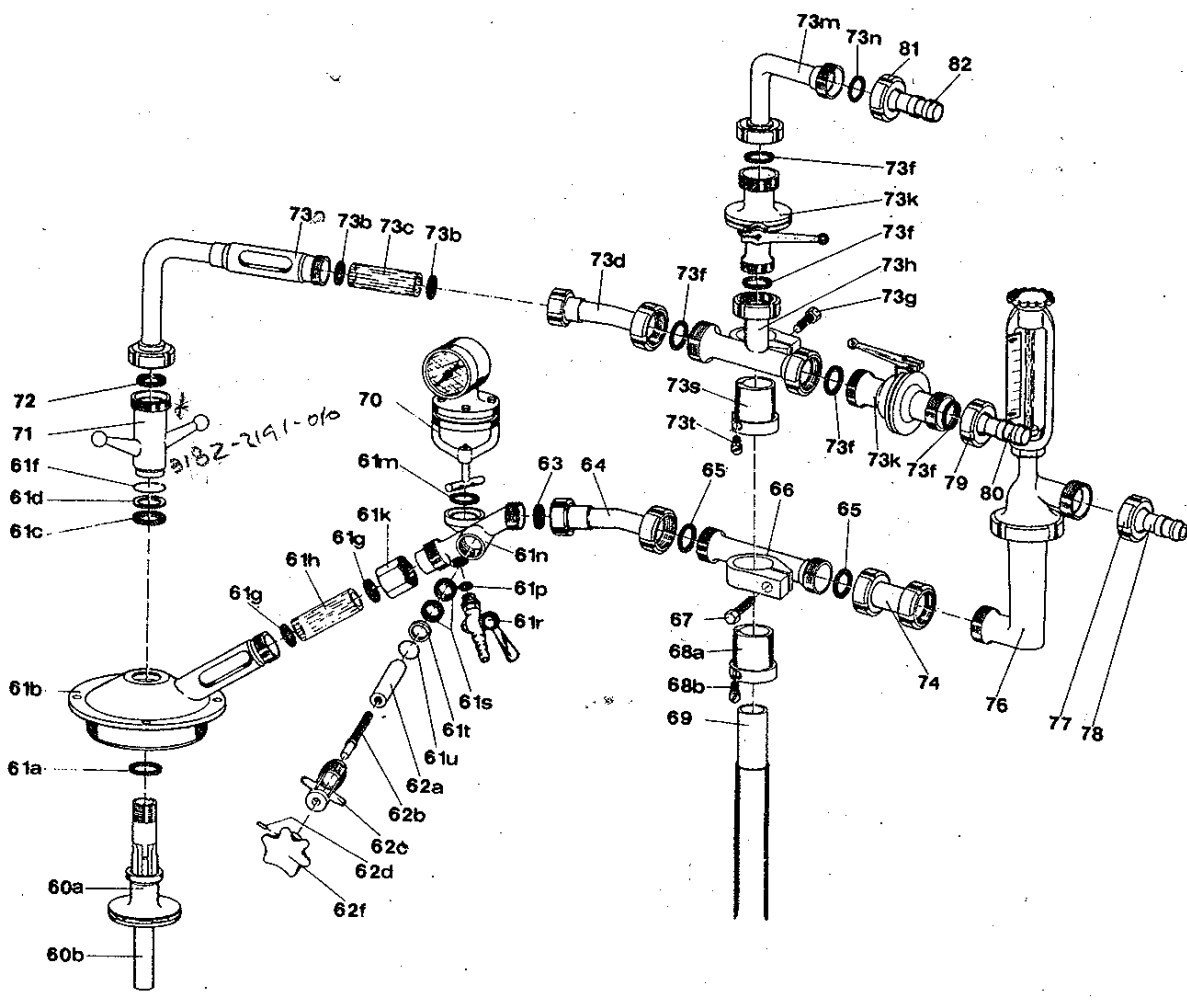 73m
73n
81
82
73f
73k
73f
73h
73g
73a 73b 73c 73b
73d
73f
72
71
61f
61d
61c
70
61m
63
64
65
66
65
73s
73t
73f
73k
73f
79
80
61k
61g
61h
61g
61n
61p
61r
67
68a
68b
69
74
76
77
78
61b
61s
61t
61u
62a
62b
62c
62d
62f
61a
60a
60b
3182-2191-010